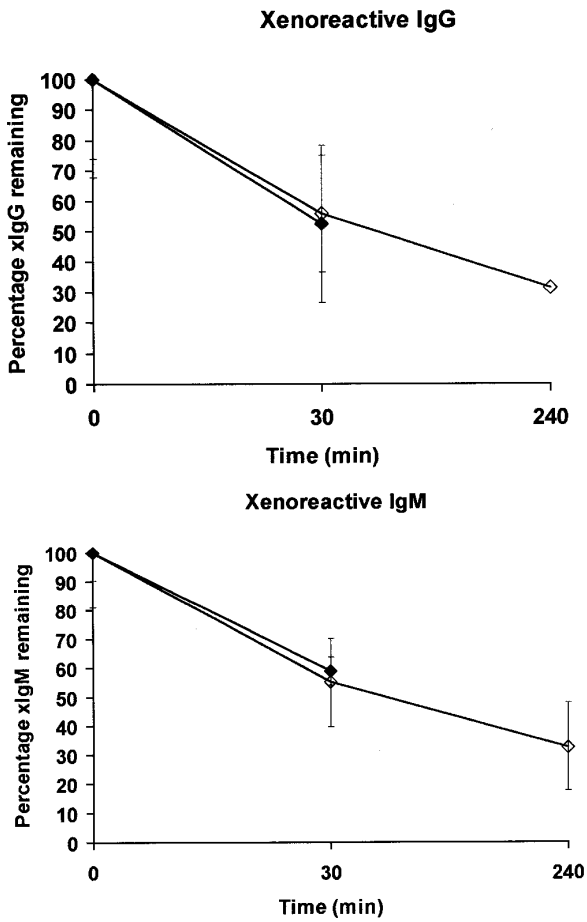 Xenoreactive IgG
Percentage xIgG remaining
100
90
80
70
60
50
40
30
20
10
0
0 30 240
Time (min)
Xenoreactive IgM
Percentage xIgM remaining
100
90
80
70
60
50
40
30
20
10
0
0 30 240
Time (min)